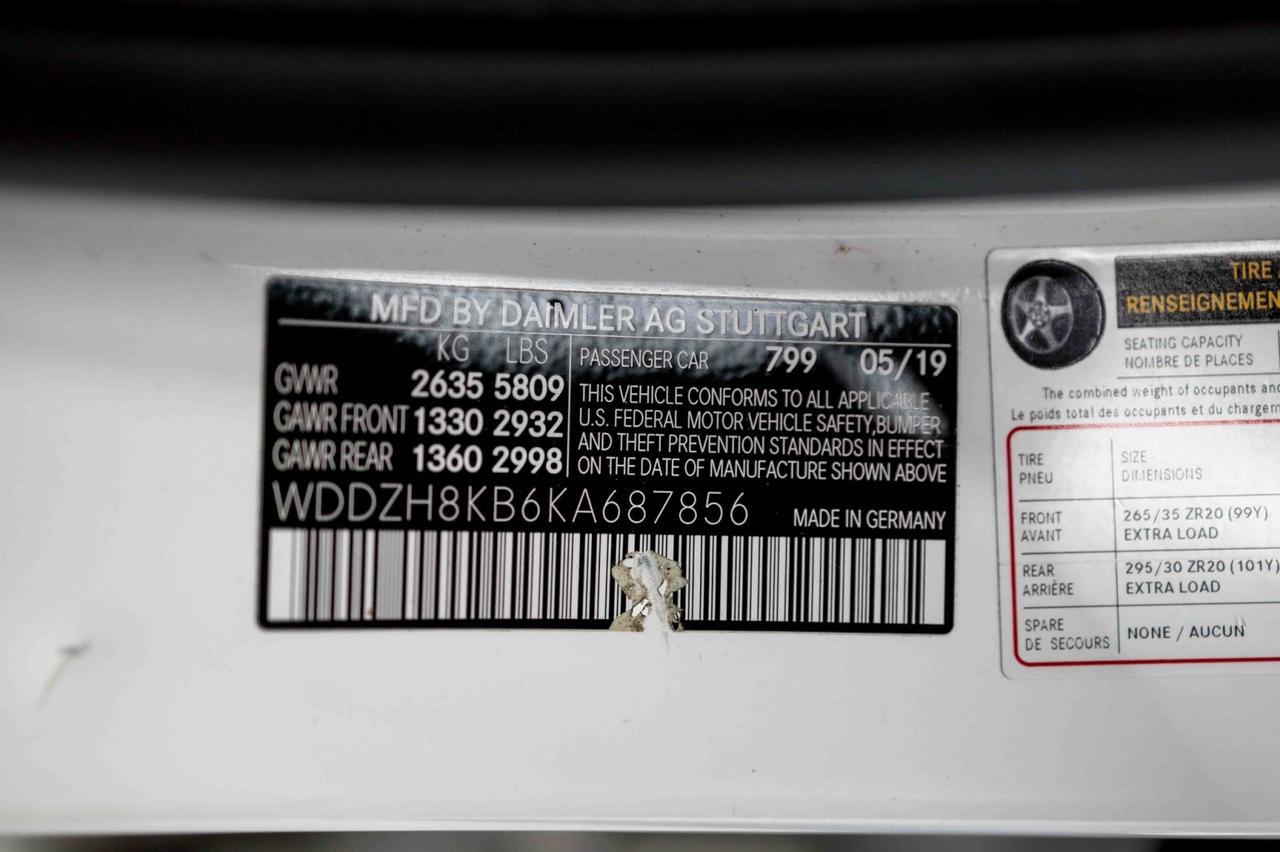 MFD BY DAIMLER AG STUTTGART
KG LBS
GVWR 2635 5809
GAWR FRONT 1330 2932
GAWR REAR 1360 2998
PASSENGER CAR 799 05/19
THIS VEHICLE CONFORMS TO ALL APPLICABLE
U.S. FEDERAL MOTOR VEHICLE SAFETY,BUMPER
AND THEFT PREVENTION STANDARDS IN EFFECT
ON THE DATE OF MANUFACTURE SHOWN ABOVE
WDDZH8KB6KA687856 MADE IN GERMANY
TIRE
RENSEIGNEMEN
SEATING CAPACITY
NOMBRE DE PLACES
The combined weight of occupants and
Le poids total des occupants et du chargem
TIRE SIZE
PNEU DIMENSIONS
FRONT 265/35 ZR20 (99Y)
AVANT EXTRA LOAD
REAR 295/30 ZR20 (101Y)
ARRIÈRE EXTRA LOAD
SPARE NONE / AUCUN
DE SECOURS